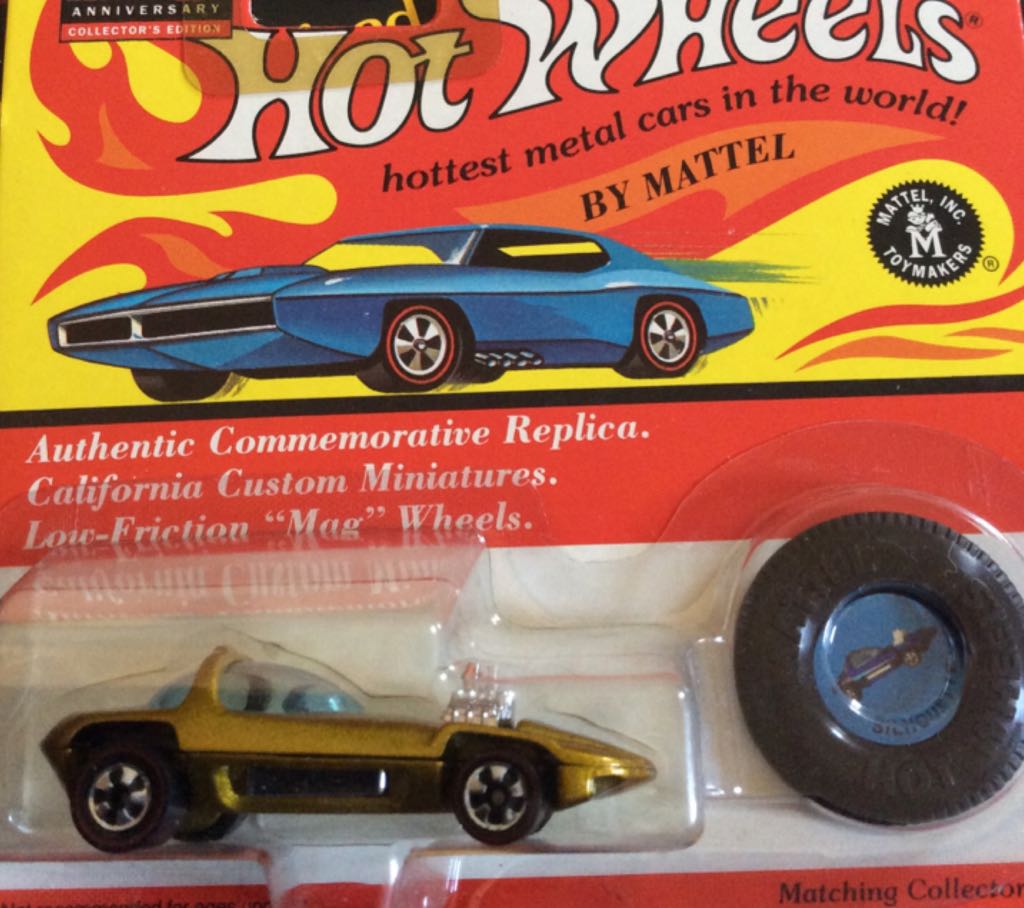 ANNIVERSARY
COLLECTOR'S EDITION
Hot Wheels®
hottest metal cars in the world!
BY MATTEL
MATTEL, INC.
M
TOYMAKERS
®
Authentic Commemorative Replica.
California Custom Miniatures.
Low-Friction "Mag" Wheels.
Matching Collector